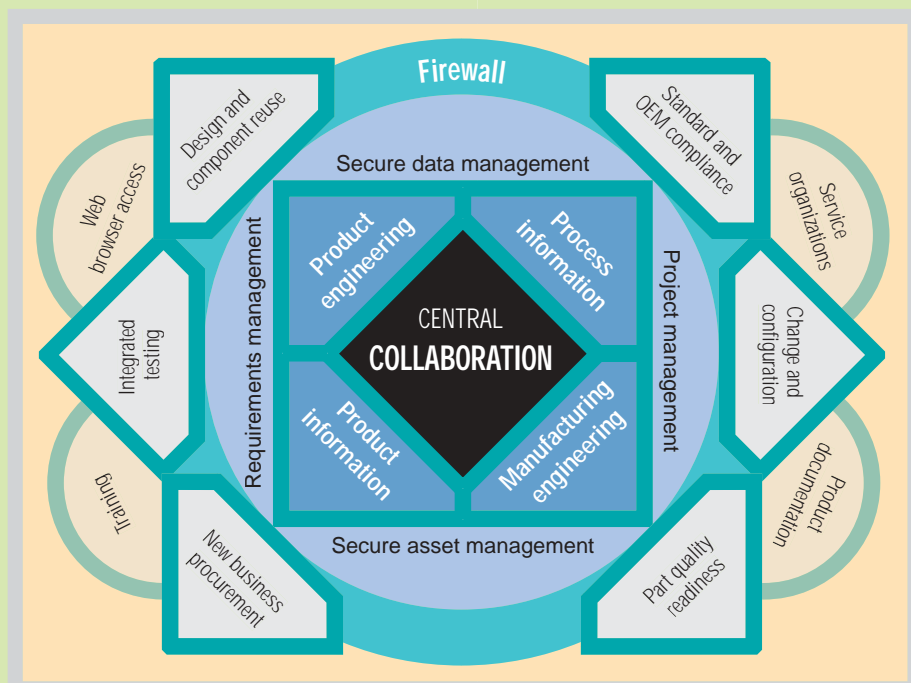 Firewall
Design and
component reuse
Standard and
OEM compliance
Web
browser access
Service
organizations
Secure data management
Product
engineering
Process
information
Requirements management
Project management
CENTRAL
COLLABORATION
Integrated
testing
Change and
configuration
Product
information
Manufacturing
engineering
Training
Product
documentation
Secure asset management
New business
procurement
Part quality
readiness